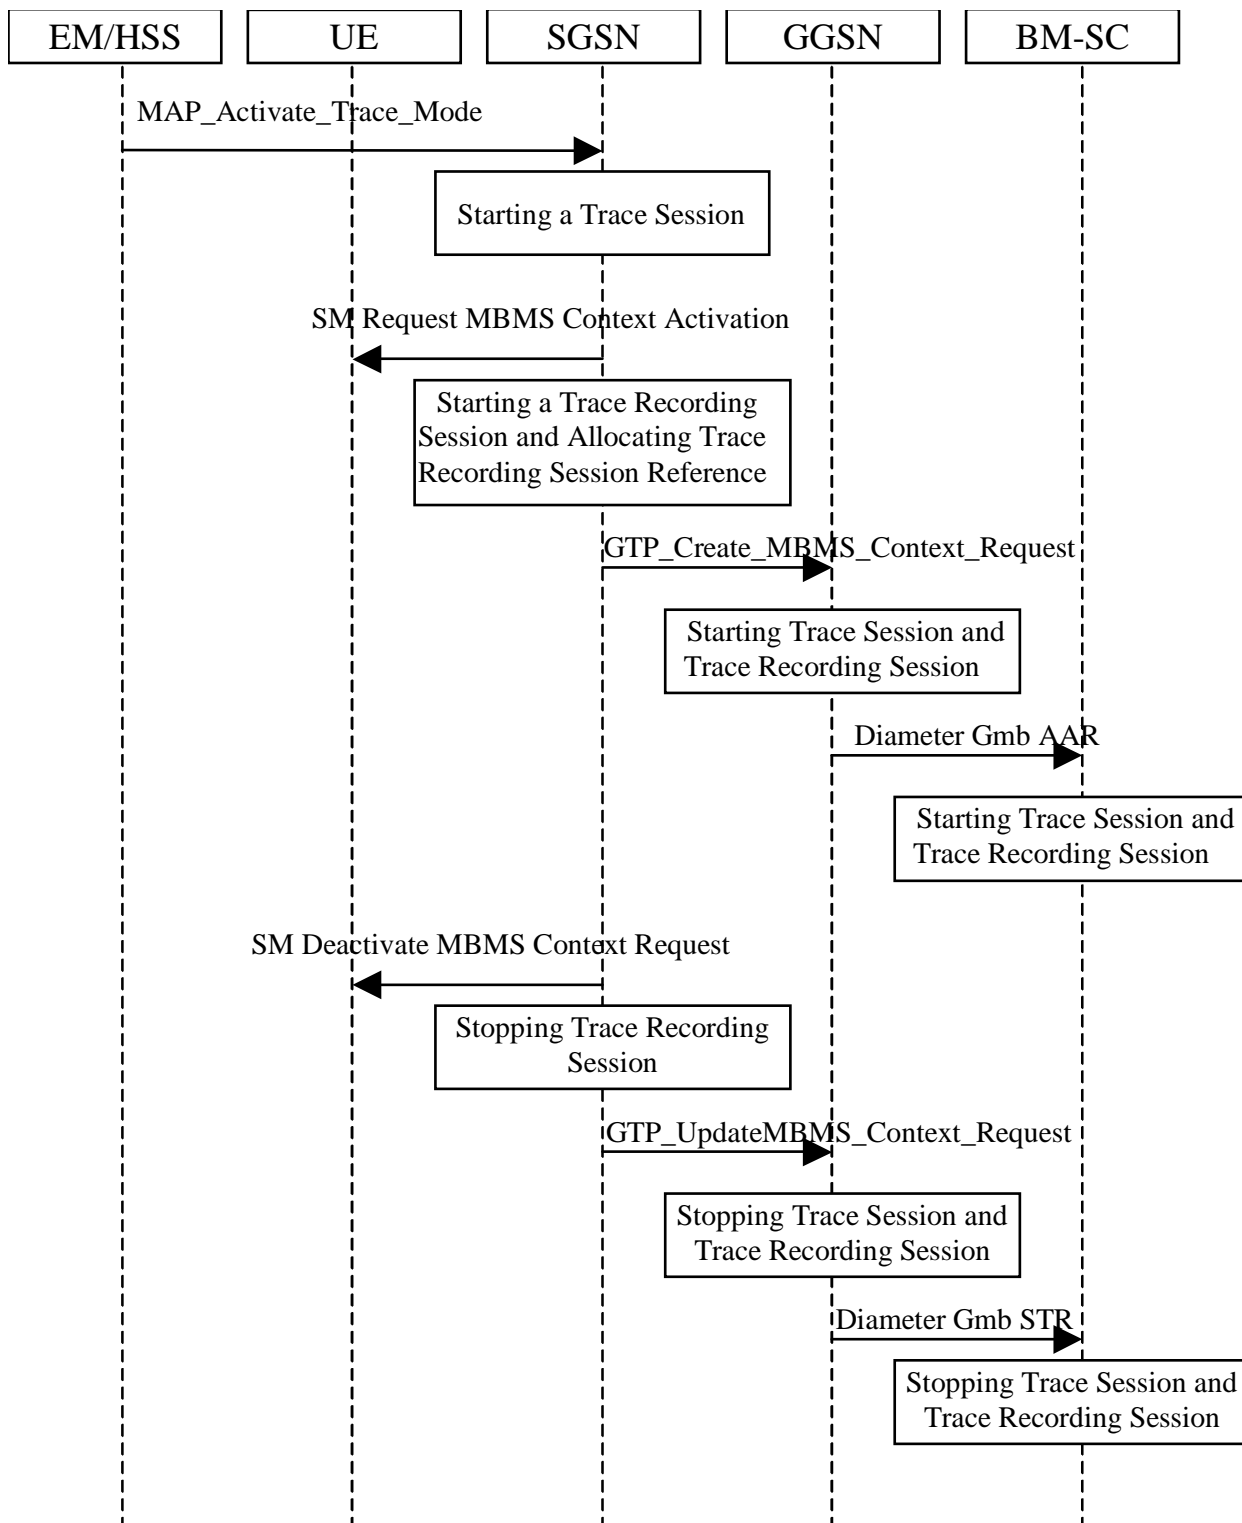 EM/HSS
UE
SGSN
GGSN
BM-SC
MAP_Activate_Trace_Mode
Starting a Trace Session
SM Request MBMS Context Activation
Starting a Trace Recording
Session and Allocating Trace
Recording Session Reference
GTP_Create_MBMS_Context_Request
Starting Trace Session and
Trace Recording Session
Diameter Gmb AAR
Starting Trace Session and
Trace Recording Session
SM Deactivate MBMS Context Request
Stopping Trace Recording
Session
GTP_UpdateMBMS_Context_Request
Stopping Trace Session and
Trace Recording Session
Diameter Gmb STR
Stopping Trace Session and
Trace Recording Session